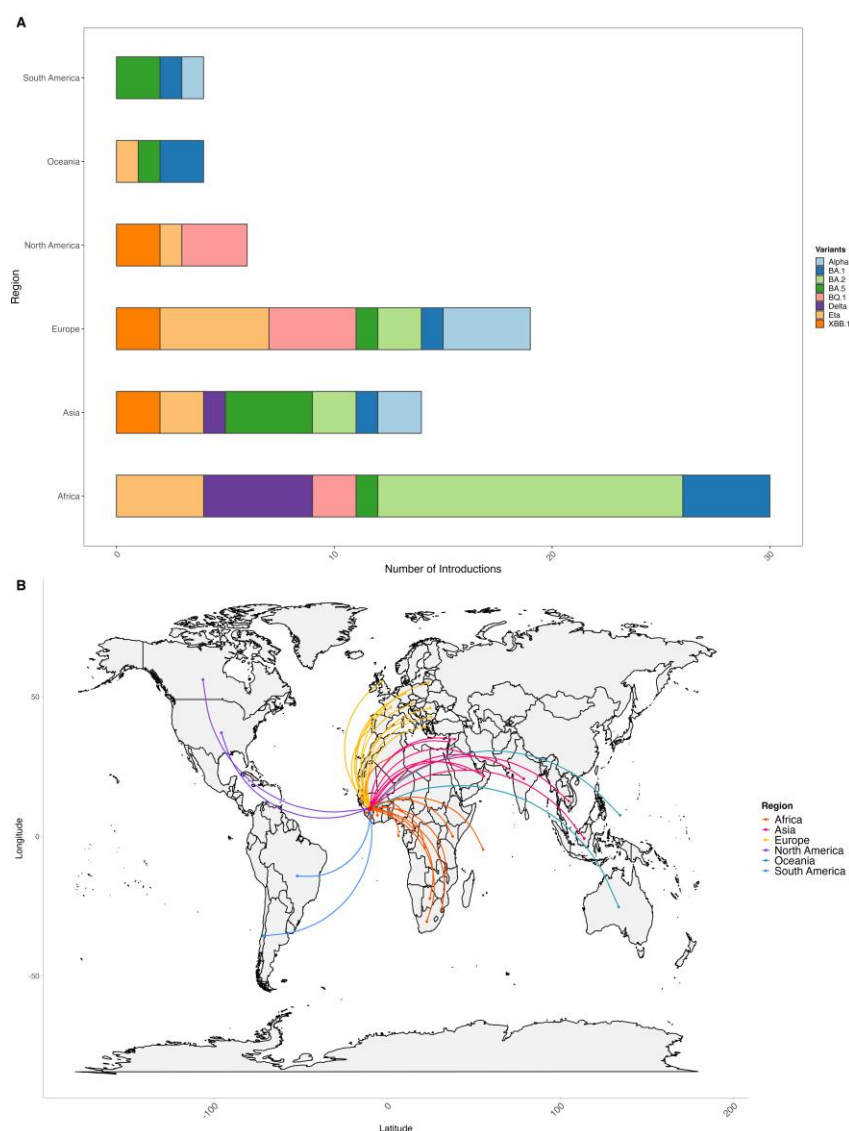 A
South America
Oceania
North America
Europe
Asia
Africa
Region
0
10
20
30
Number of Introductions
Variants
Alpha
BA.1
BA.2
BA.5
BQ.1
Delta
Eta
XBB.1
B
50
0
-50
Longitude
-100
0
100
200
Latitude
Region
Africa
Asia
Europe
North America
Oceania
South America